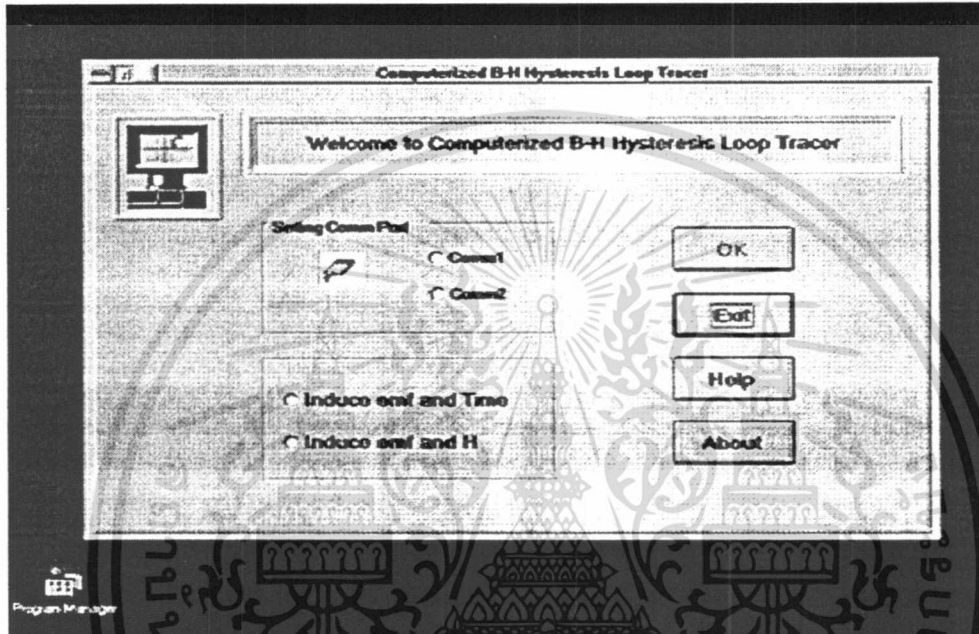 Computerized B-H Hysteresis Loop Tracer
Welcome to Computerized B-H Hysteresis Loop Tracer
Setting Comm Port
Comm1
Comm2
OK
Exit
Induce emf and Time
Help
Induce emf and H
About
Program Manager